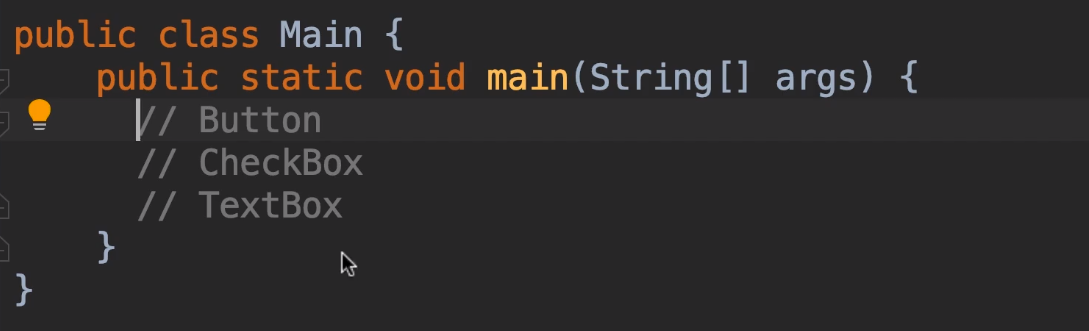 public class Main {
    public static void main(String[] args) {
      // Button
      // CheckBox
      // TextBox
    }
}